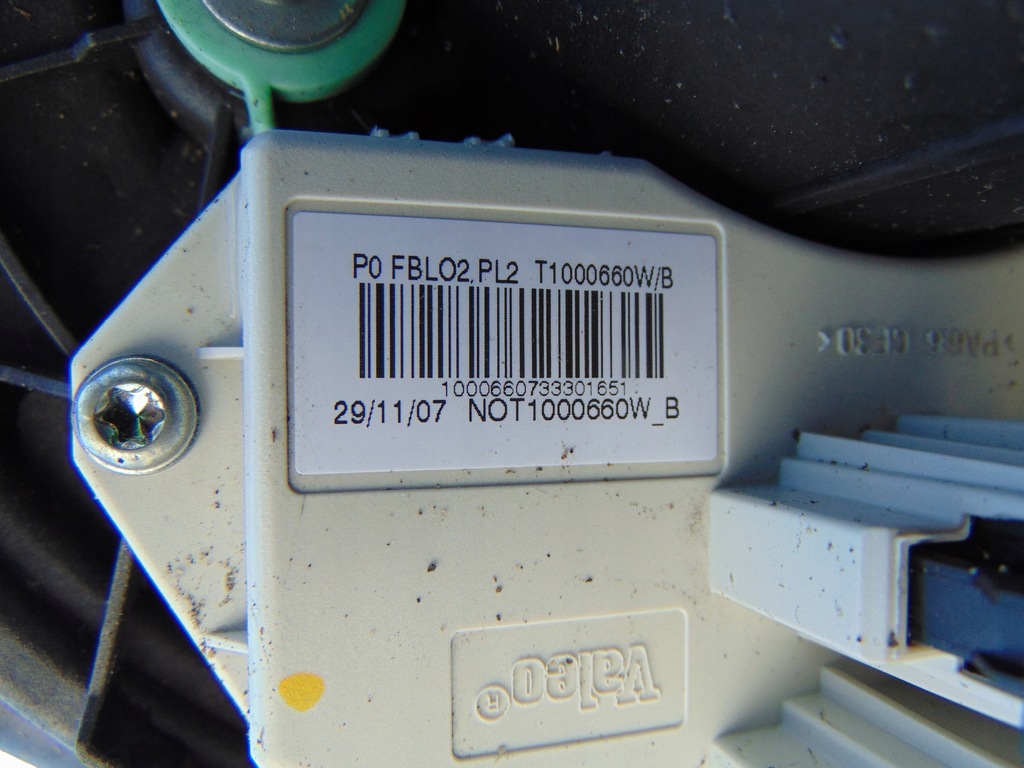 P0 FBLO2,PL2 T1000660W/B
1000660733301651
29/11/07 NOT1000660W_B
>PA66 GF30<
Valeo®